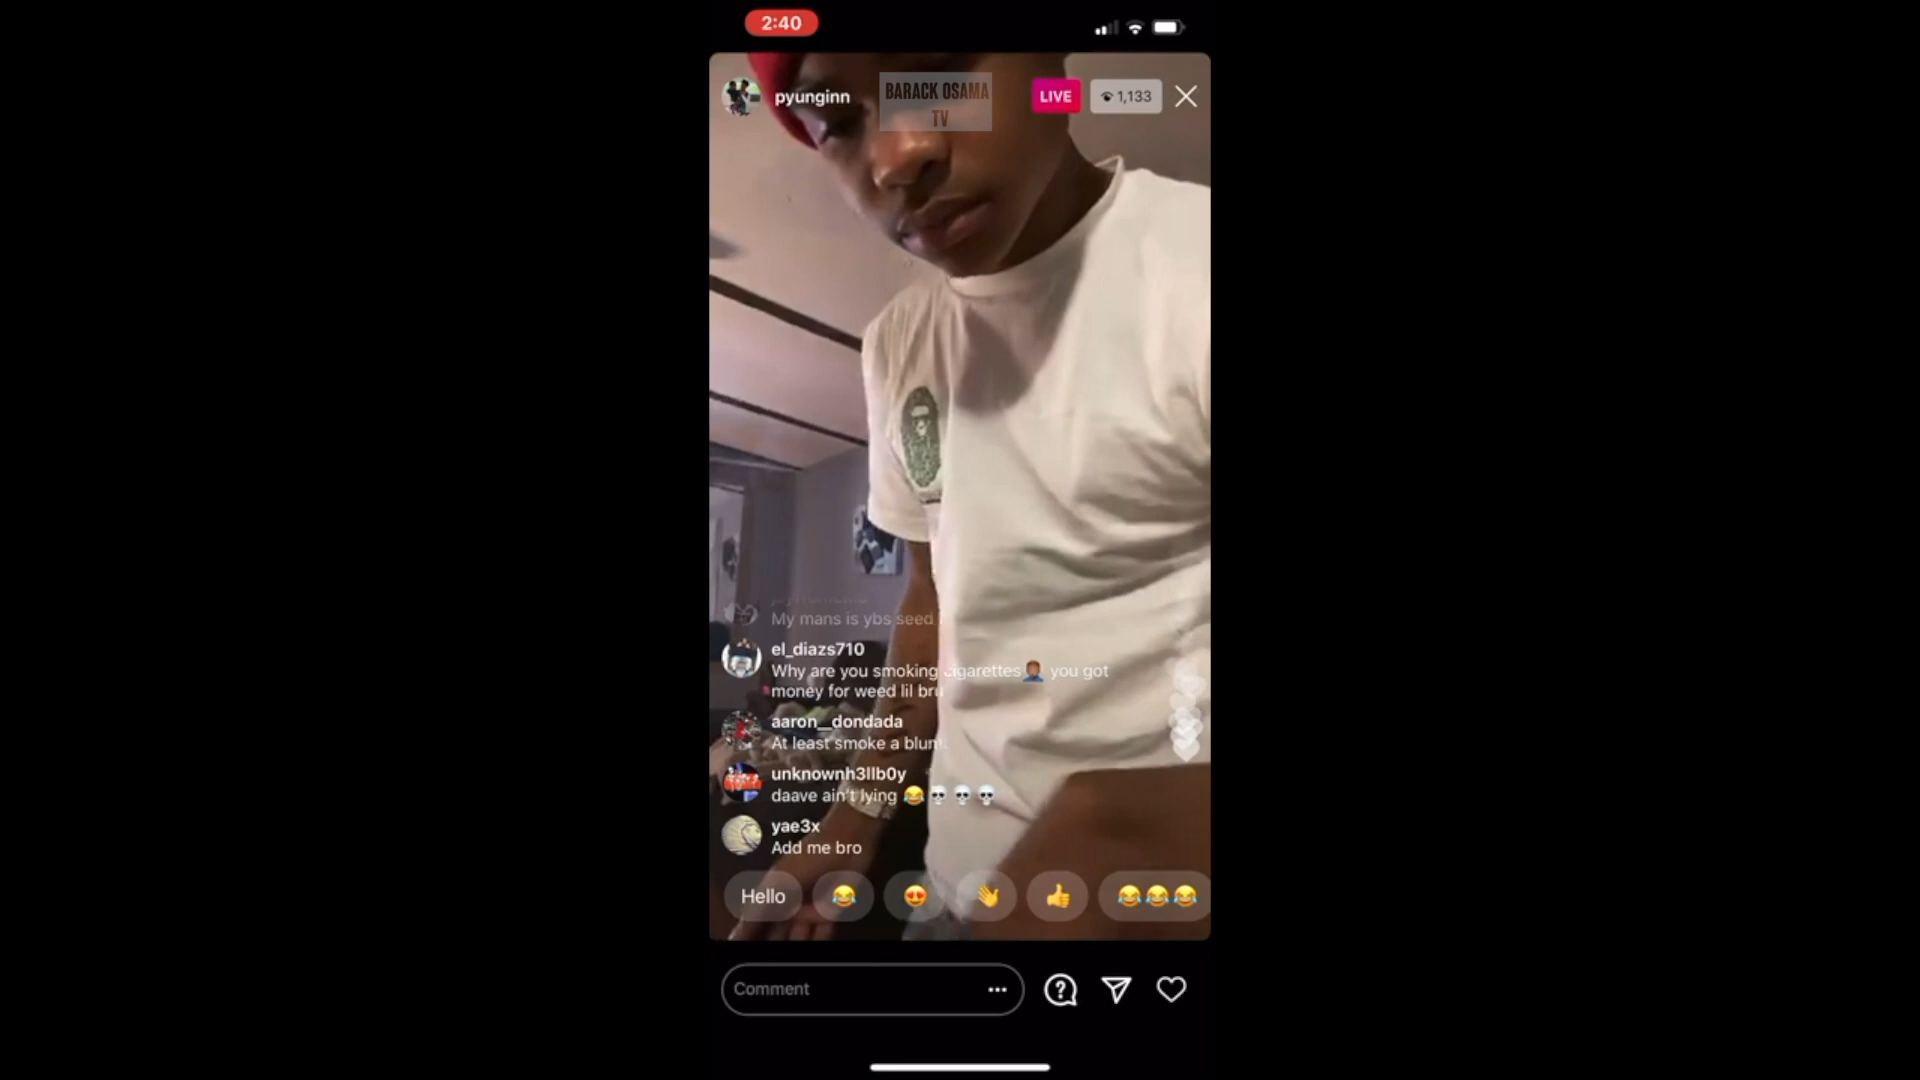 2:40
pyunginn
BARACK OSAMA
TV
LIVE
1,133
My mans is ybs seed
el_diazs710
Why are you smoking cigarettes🤦🏽‍♂️ you got
money for weed lil bru
aaron__dondada
At least smoke a blunt
unknownh3llb0y
daave ain't lying 😂💀💀💀
yae3x
Add me bro
Hello 😂 😍 👋 👍 😂😂😂
Comment